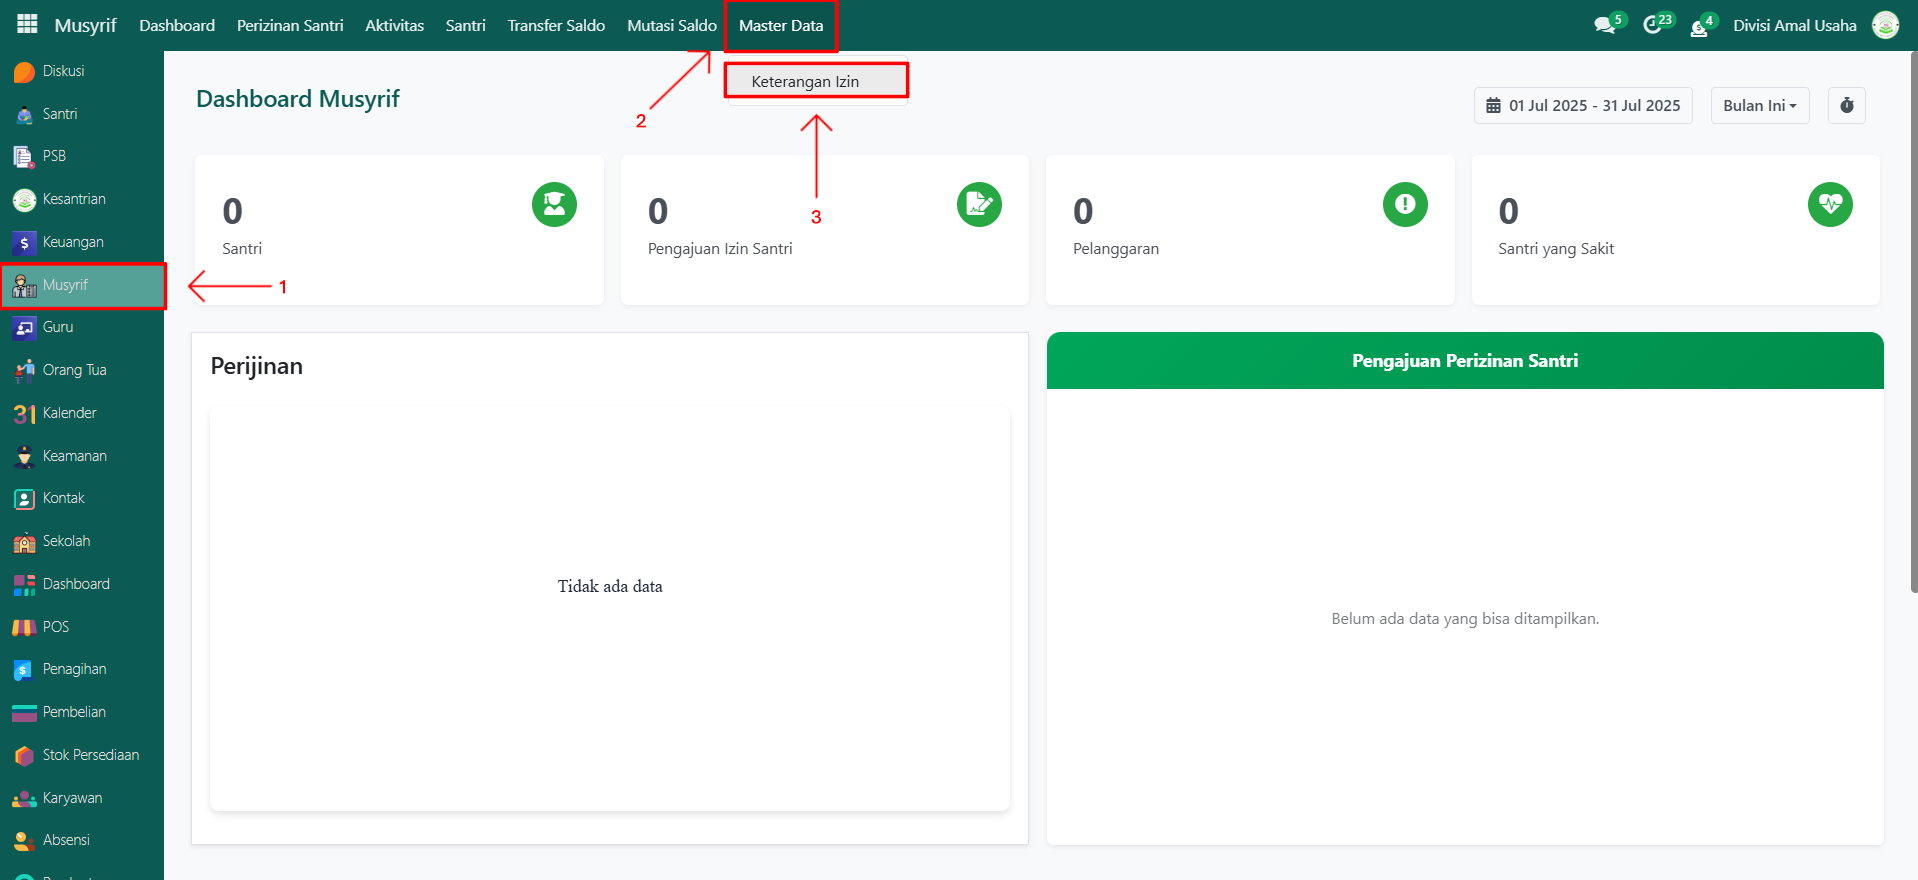 Musyrif Dashboard Perizinan Santri Aktivitas Santri Transfer Saldo Mutasi Saldo Master Data 5 23 4 Divisi Amal Usaha
Diskusi
Santri
PSB
Kesantrian
Keuangan
Musyrif
Guru
Orang Tua
31 Kalender
Keamanan
Kontak
Sekolah
Dashboard
POS
Penagihan
Pembelian
Stok Persediaan
Karyawan
Absensi
Keterangan Izin
Dashboard Musyrif
01 Jul 2025 - 31 Jul 2025 Bulan Ini
2
3
1
0
Santri
0
Pengajuan Izin Santri
0
Pelanggaran
0
Santri yang Sakit
Perijinan
Tidak ada data
Pengajuan Perizinan Santri
Belum ada data yang bisa ditampilkan.